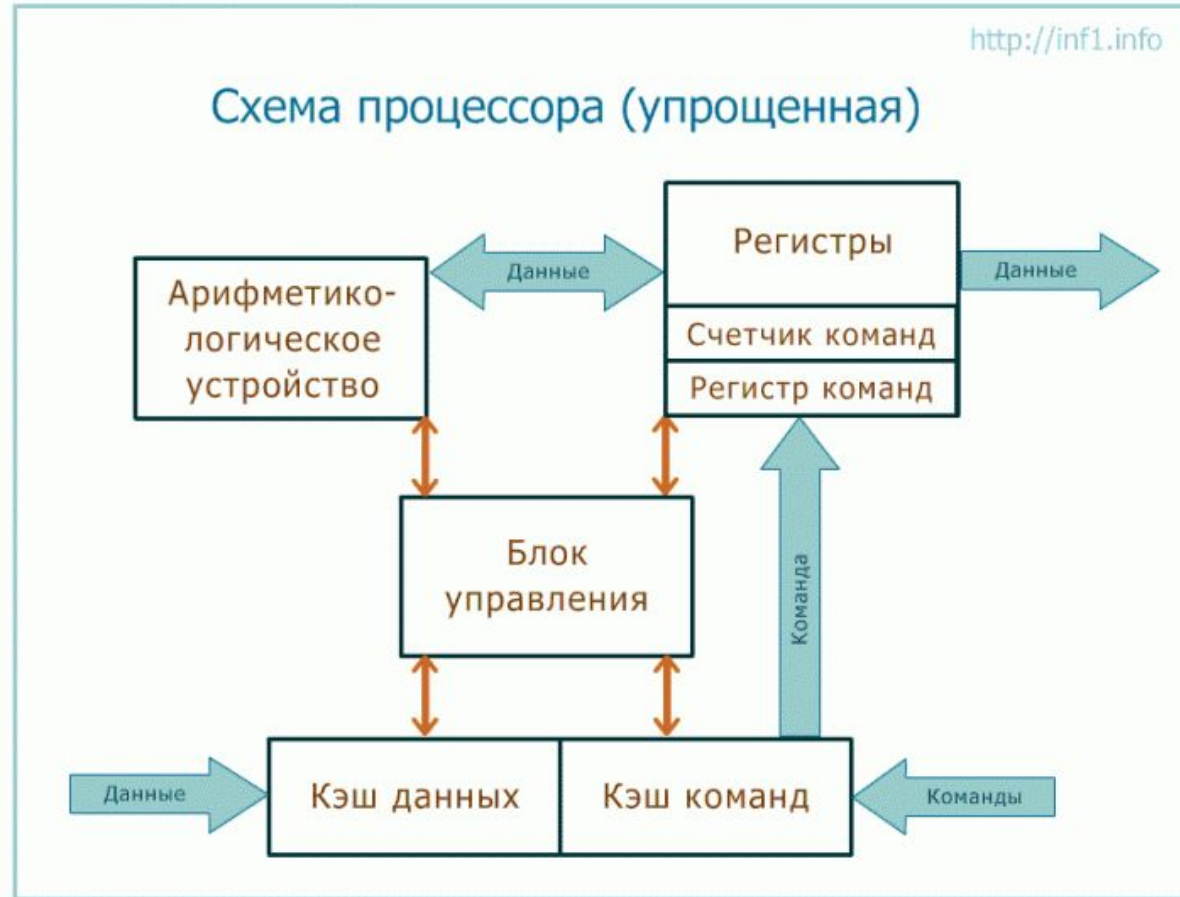 http://inf1.info
Схема процессора (упрощенная)
Арифметико-
логическое
устройство
Данные
Регистры
Счетчик команд
Регистр команд
Данные
Блок
управления
Команда
Данные
Кэш данных
Кэш команд
Команды